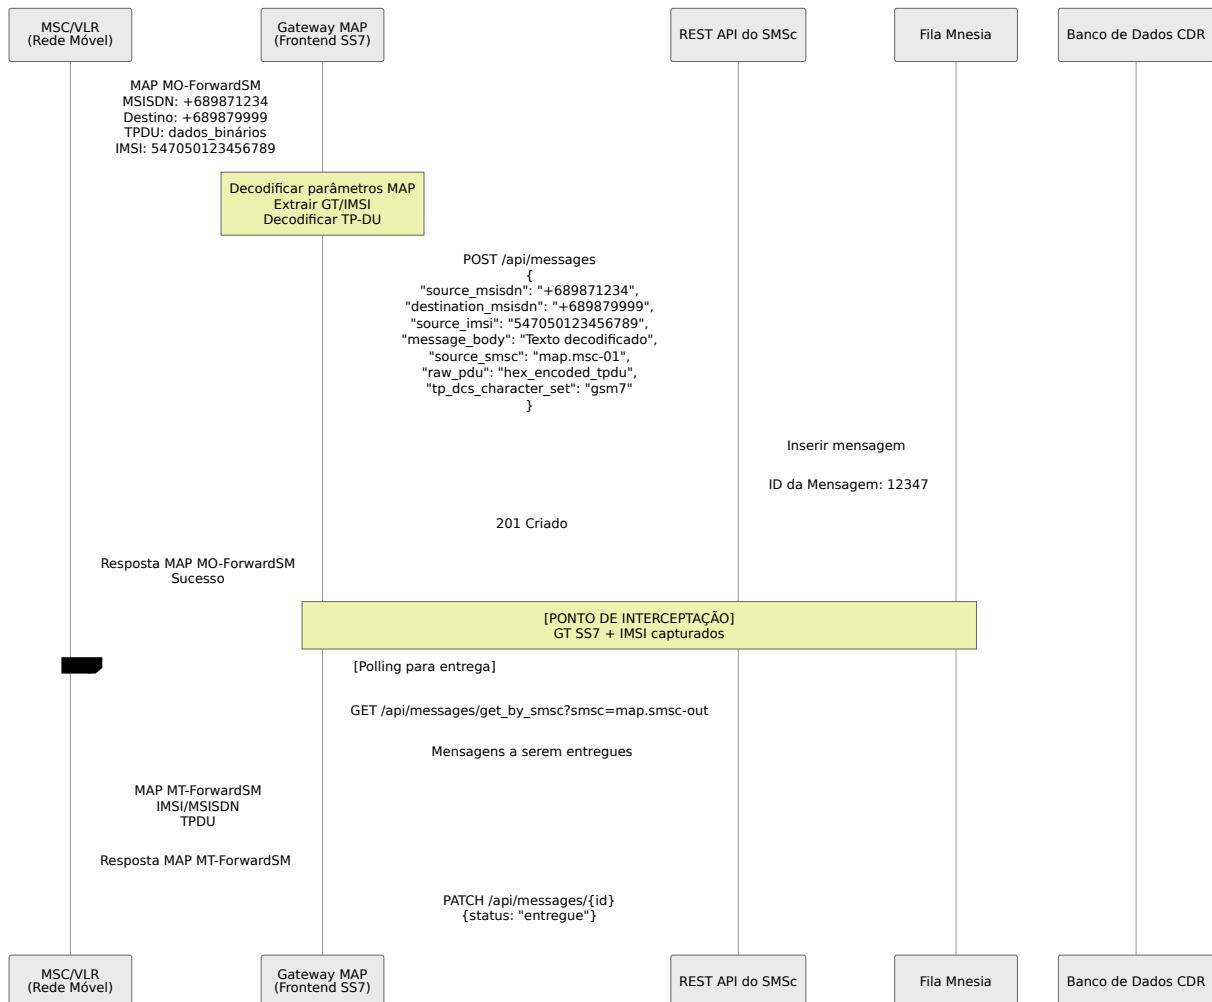 MSC/VLR
(Rede Móvel)
Gateway MAP
(Frontend SS7)
REST API do SMSc
Fila Mnesia
Banco de Dados CDR
MAP MO-ForwardSM
MSISDN: +689871234
Destino: +689879999
TPDU: dados_binários
IMSI: 547050123456789
Decodificar parâmetros MAP
Extrair GT/IMSI
Decodificar TP-DU
POST /api/messages
{
"source_msisdn": "+689871234",
"destination_msisdn": "+689879999",
"source_imsi": "547050123456789",
"message_body": "Texto decodificado",
"source_smsc": "map.msc-01",
"raw_pdu": "hex_encoded_tpdu",
"tp_dcs_character_set": "gsm7"
}
Inserir mensagem
ID da Mensagem: 12347
201 Criado
Resposta MAP MO-ForwardSM
Sucesso
[PONTO DE INTERCEPTAÇÃO]
GT SS7 + IMSI capturados
[Polling para entrega]
GET /api/messages/get_by_smsc?smsc=map.smsc-out
Mensagens a serem entregues
MAP MT-ForwardSM
IMSI/MSISDN
TPDU
Resposta MAP MT-ForwardSM
PATCH /api/messages/{id}
{status: "entregue"}
MSC/VLR
(Rede Móvel)
Gateway MAP
(Frontend SS7)
REST API do SMSc
Fila Mnesia
Banco de Dados CDR